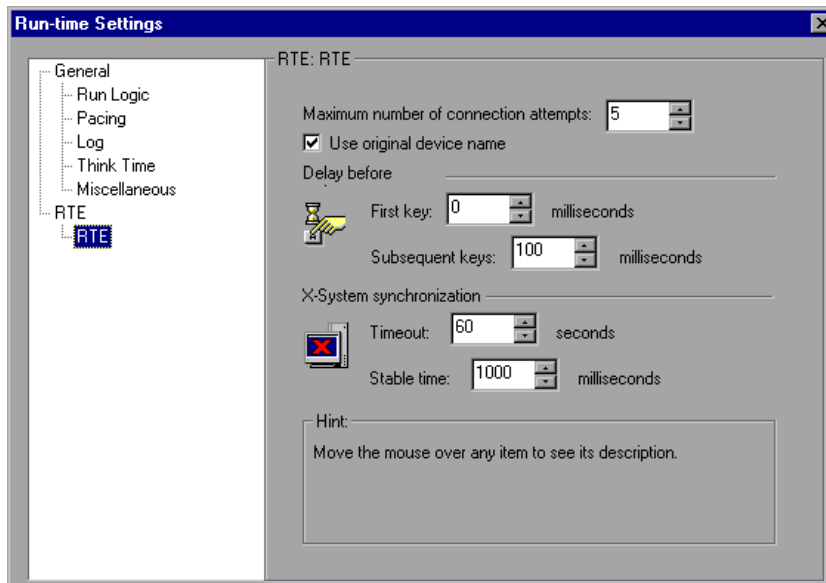 Run-time Settings
General
Run Logic
Pacing
Log
Think Time
Miscellaneous
RTE
RTE
RTE: RTE
Maximum number of connection attempts: 5
Use original device name
Delay before
First key: 0 milliseconds
Subsequent keys: 100 milliseconds
X-System synchronization
Timeout: 60 seconds
Stable time: 1000 milliseconds
Hint:
Move the mouse over any item to see its description.